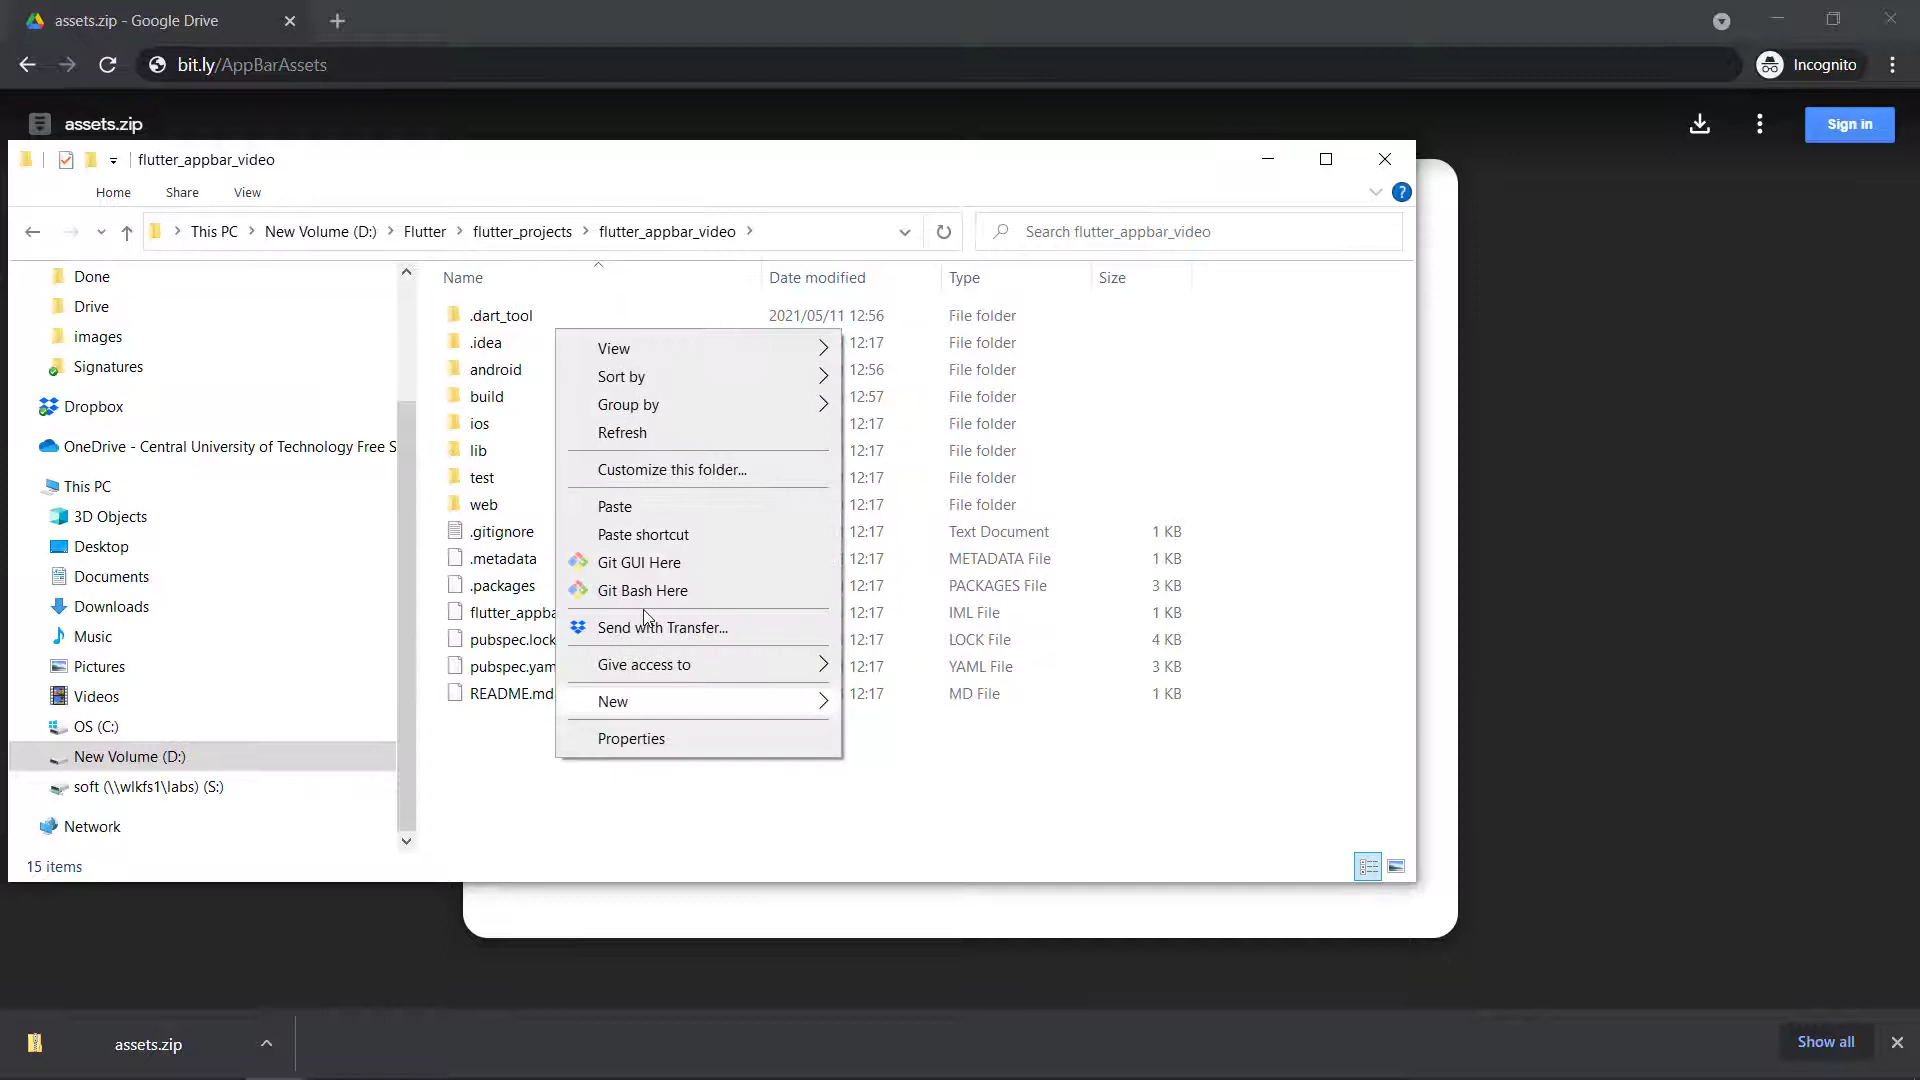 assets.zip - Google Drive
bit.ly/AppBarAssets
Incognito
assets.zip
Sign in
flutter_appbar_video
Home Share View
This PC New Volume (D:) Flutter flutter_projects flutter_appbar_video
Search flutter_appbar_video
Done
Drive
images
Signatures
Dropbox
OneDrive - Central University of Technology Free S
This PC
3D Objects
Desktop
Documents
Downloads
Music
Pictures
Videos
OS (C:)
New Volume (D:)
soft (\\wlkfs1\labs) (S:)
Network
Name Date modified Type Size
.dart_tool 2021/05/11 12:56 File folder
.idea 12:17 File folder
android 12:56 File folder
build 12:57 File folder
ios 12:17 File folder
lib 12:17 File folder
test 12:17 File folder
web 12:17 File folder
.gitignore 12:17 Text Document 1 KB
.metadata 12:17 METADATA File 1 KB
.packages 12:17 PACKAGES File 3 KB
flutter_appba 12:17 IML File 1 KB
pubspec.lock 12:17 LOCK File 4 KB
pubspec.yam 12:17 YAML File 3 KB
README.md 12:17 MD File 1 KB
View
Sort by
Group by
Refresh
Customize this folder...
Paste
Paste shortcut
Git GUI Here
Git Bash Here
Send with Transfer...
Give access to
New
Properties
15 items
assets.zip
Show all